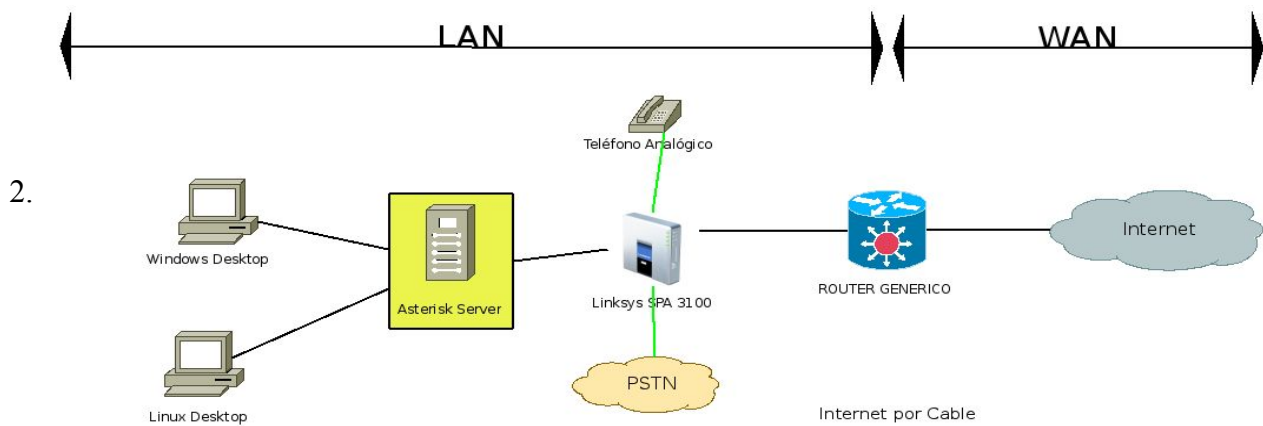 LAN
WAN
Teléfono Analógico
2.
Internet
Windows Desktop
ROUTER GENERICO
Asterisk Server
Linksys SPA 3100
PSTN
Linux Desktop
Internet por Cable